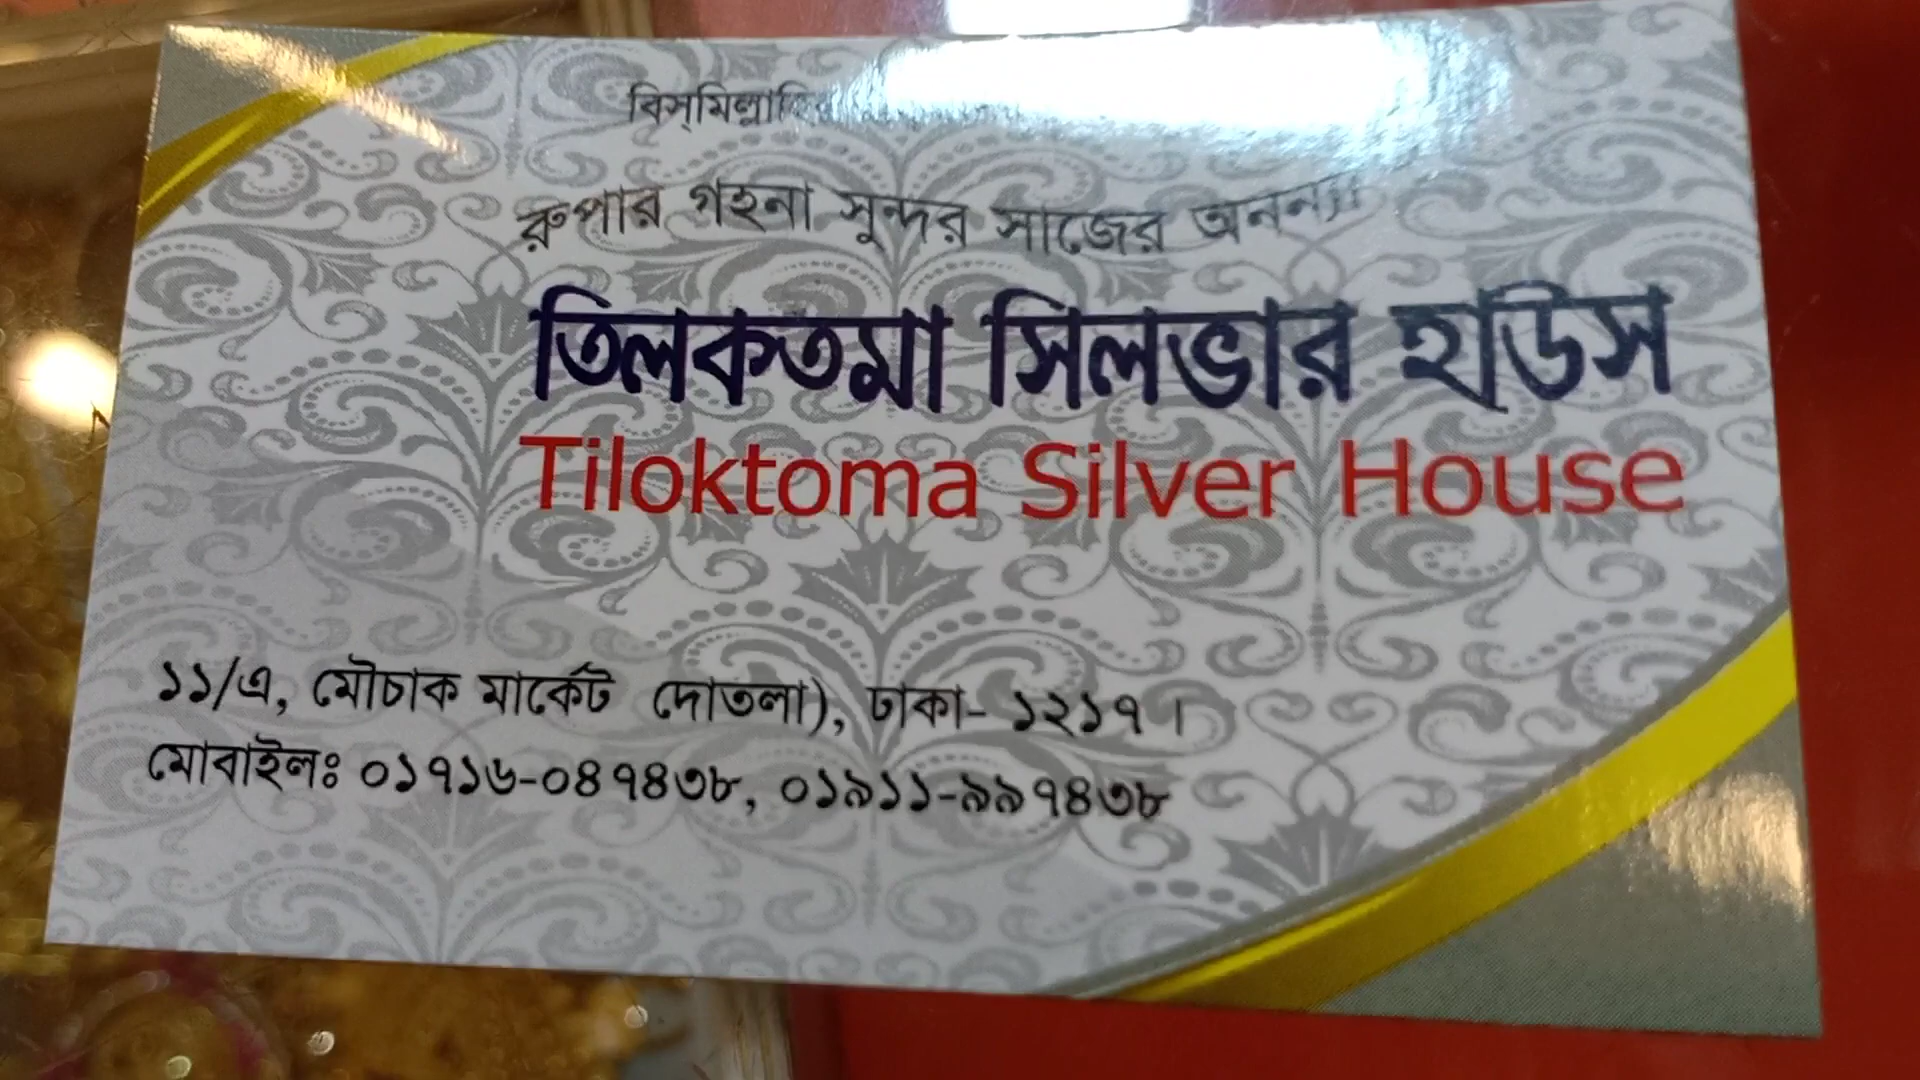 রুপার গহনা সুন্দর সাজের অনন্যা
তিলকতমা সিলভার হাউস
Tiloktoma Silver House
১১/এ, মৌচাক মার্কেট দোতলা), ঢাকা- ১২১৭ ।
মোবাইলঃ ০১৭১৬-০৪৭৪৩৮, ০১৯১১-৯৯৭৪৩৮